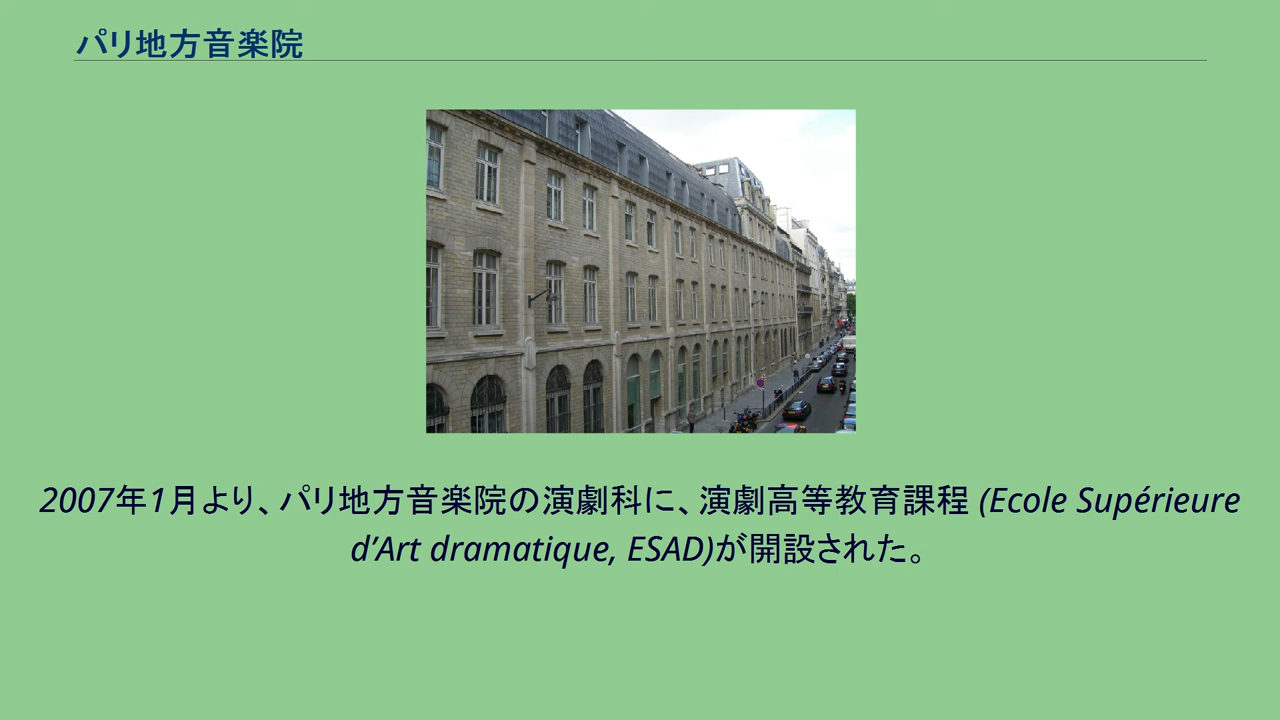 パリ地方音楽院
2007年1月より、パリ地方音楽院の演劇科に、演劇高等教育課程 (Ecole Supérieure
d’Art dramatique, ESAD)が開設された。